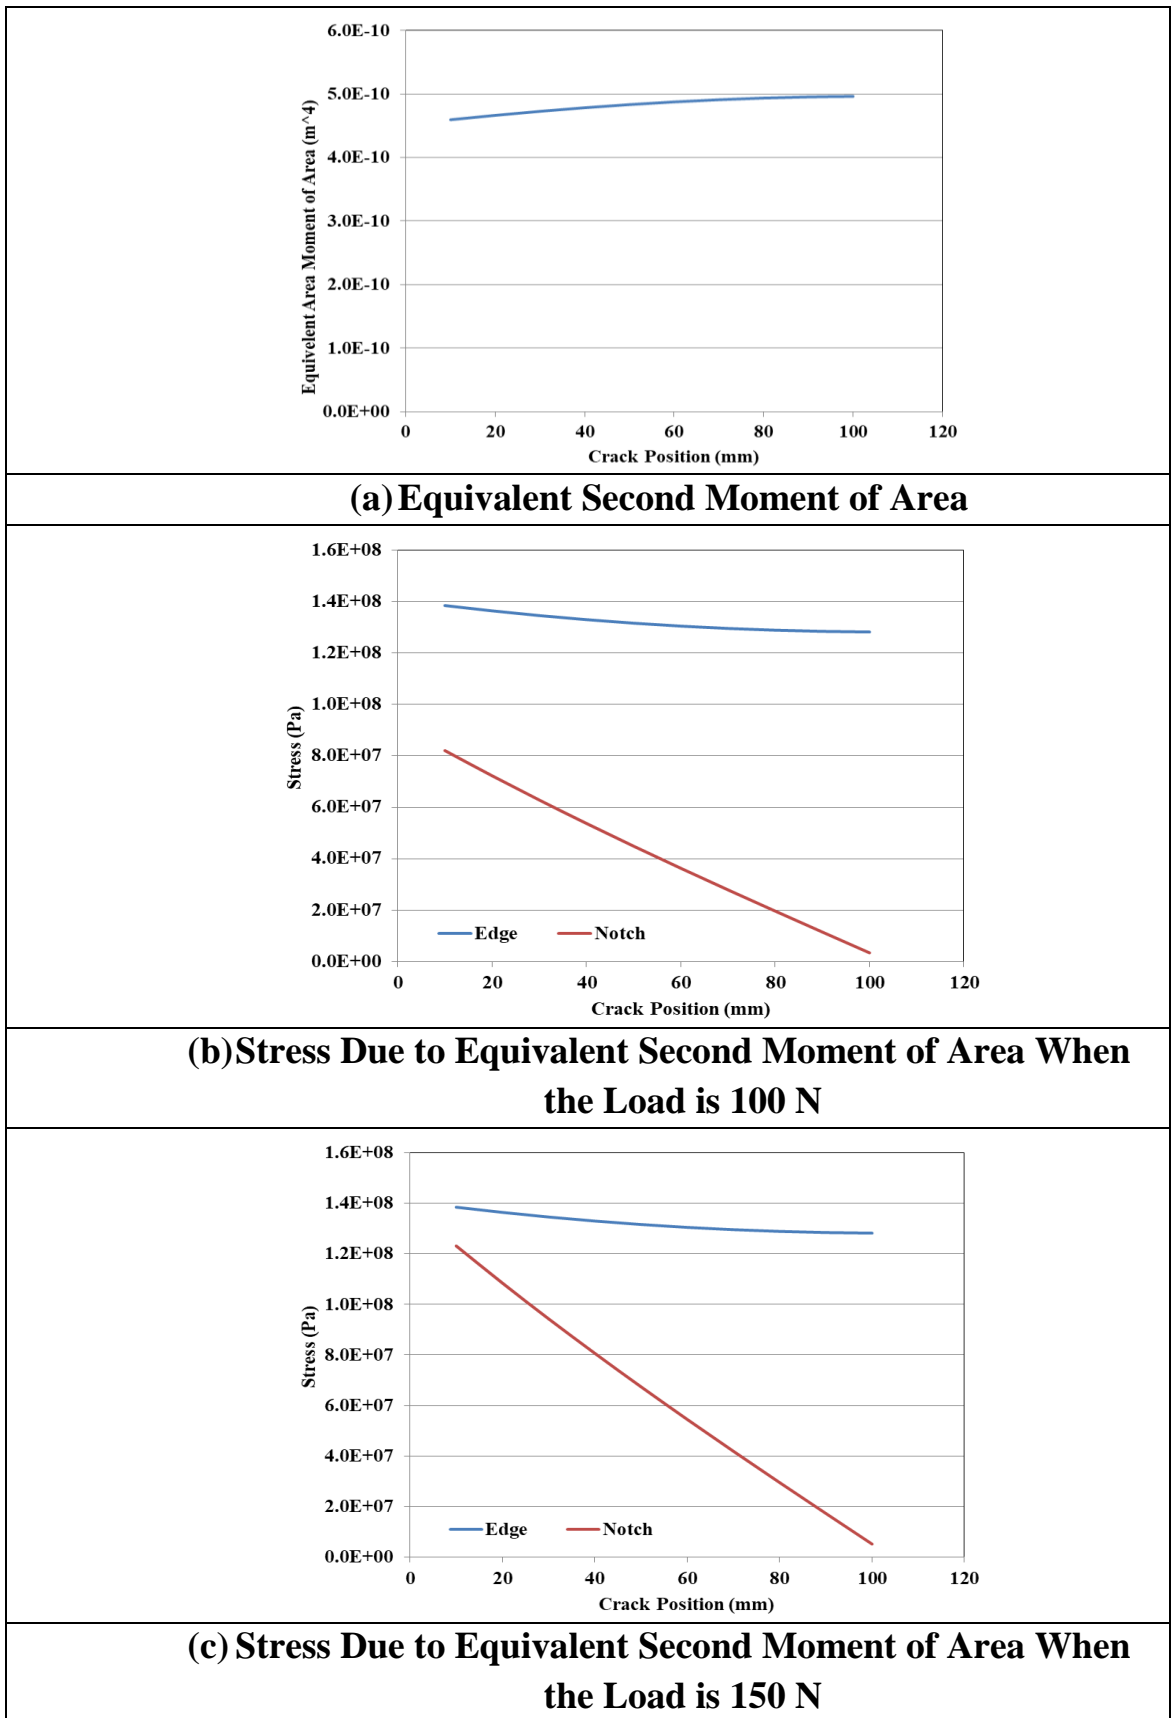 6.0E-10
5.0E-10
4.0E-10
3.0E-10
2.0E-10
1.0E-10
0.0E+00
Equivelent Area Moment of Area (m^4)
0 20 40 60 80 100 120
Crack Position (mm)
(a) Equivalent Second Moment of Area
1.6E+08
1.4E+08
1.2E+08
1.0E+08
8.0E+07
6.0E+07
4.0E+07
2.0E+07
0.0E+00
Stress (Pa)
Edge Notch
0 20 40 60 80 100 120
Crack Position (mm)
(b) Stress Due to Equivalent Second Moment of Area When
the Load is 100 N
1.6E+08
1.4E+08
1.2E+08
1.0E+08
8.0E+07
6.0E+07
4.0E+07
2.0E+07
0.0E+00
Stress (Pa)
Edge Notch
0 20 40 60 80 100 120
Crack Position (mm)
(c) Stress Due to Equivalent Second Moment of Area When
the Load is 150 N